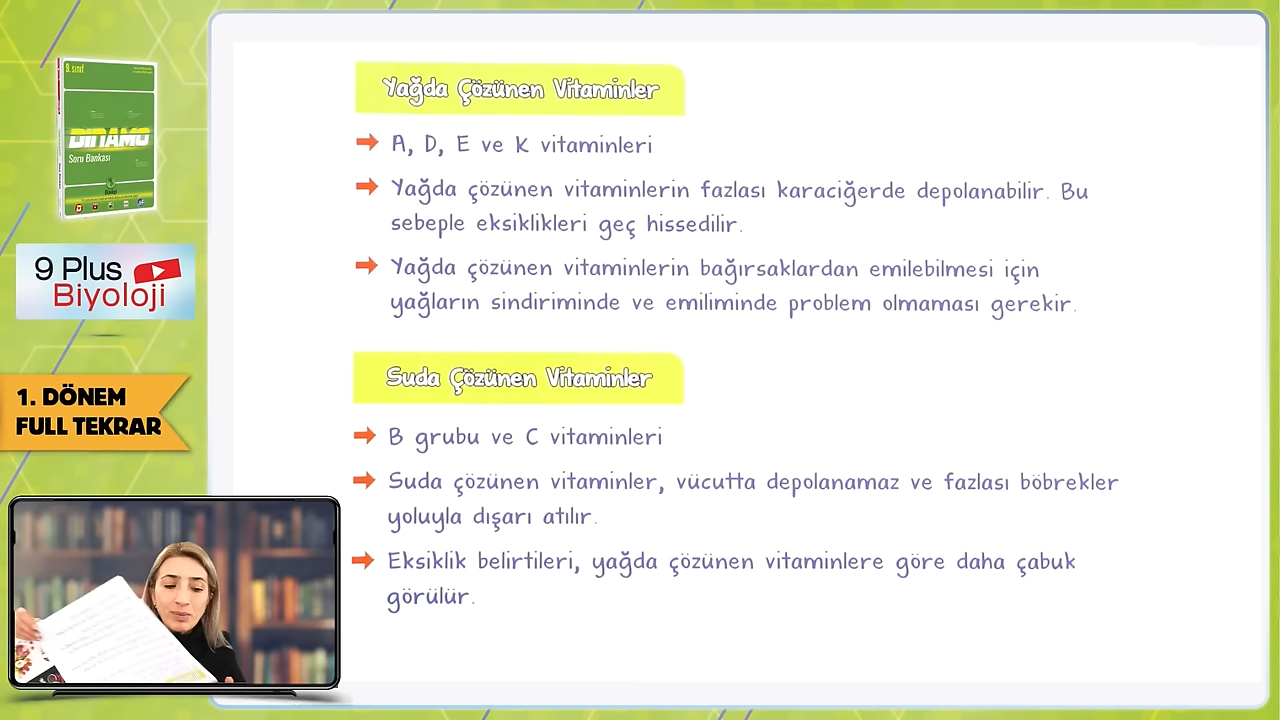 9. SINIF
DİNAMO
Soru Bankası
9 Plus
Biyoloji
1. DÖNEM
FULL TEKRAR
Yağda Çözünen Vitaminler
A, D, E ve K vitaminleri
Yağda çözünen vitaminlerin fazlası karaciğerde depolanabilir. Bu
sebeple eksiklikleri geç hissedilir.
Yağda çözünen vitaminlerin bağırsaklardan emilebilmesi için
yağların sindiriminde ve emiliminde problem olmaması gerekir.
Suda Çözünen Vitaminler
B grubu ve C vitaminleri
Suda çözünen vitaminler, vücutta depolanamaz ve fazlası böbrekler
yoluyla dışarı atılır.
Eksiklik belirtileri, yağda çözünen vitaminlere göre daha çabuk
görülür.